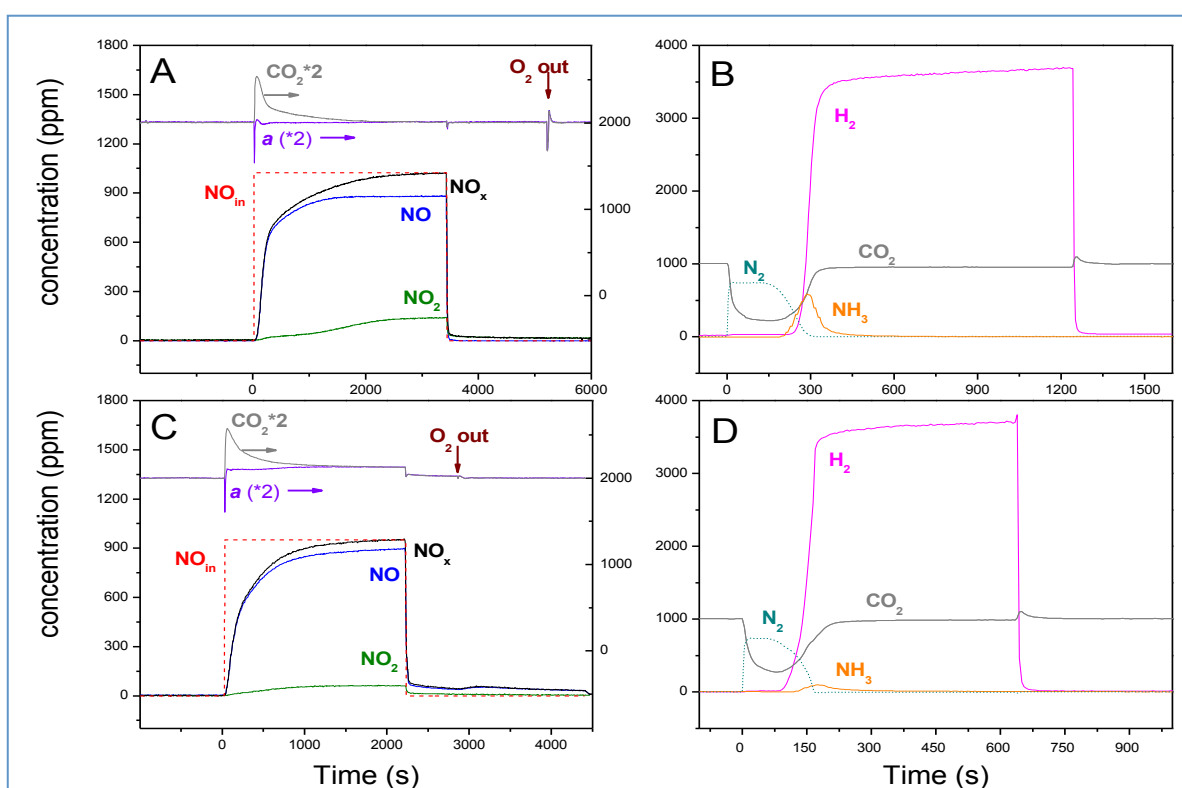 A
CO₂*2
O₂ out
a (*2)
NOin
NOx
NO
NO₂
1800
1500
1200
900
600
300
0
2000
1000
0
0
2000
4000
6000
concentration (ppm)
B
H₂
N₂
CO₂
NH₃
4000
3000
2000
1000
0
0
300
600
900
1200
1500
C
CO₂*2
O₂ out
a (*2)
NOin
NOx
NO
NO₂
1800
1500
1200
900
600
300
0
2000
1000
0
0
1000
2000
3000
4000
concentration (ppm)
Time (s)
D
H₂
CO₂
N₂
NH₃
4000
3000
2000
1000
0
0
150
300
450
600
750
900
Time (s)